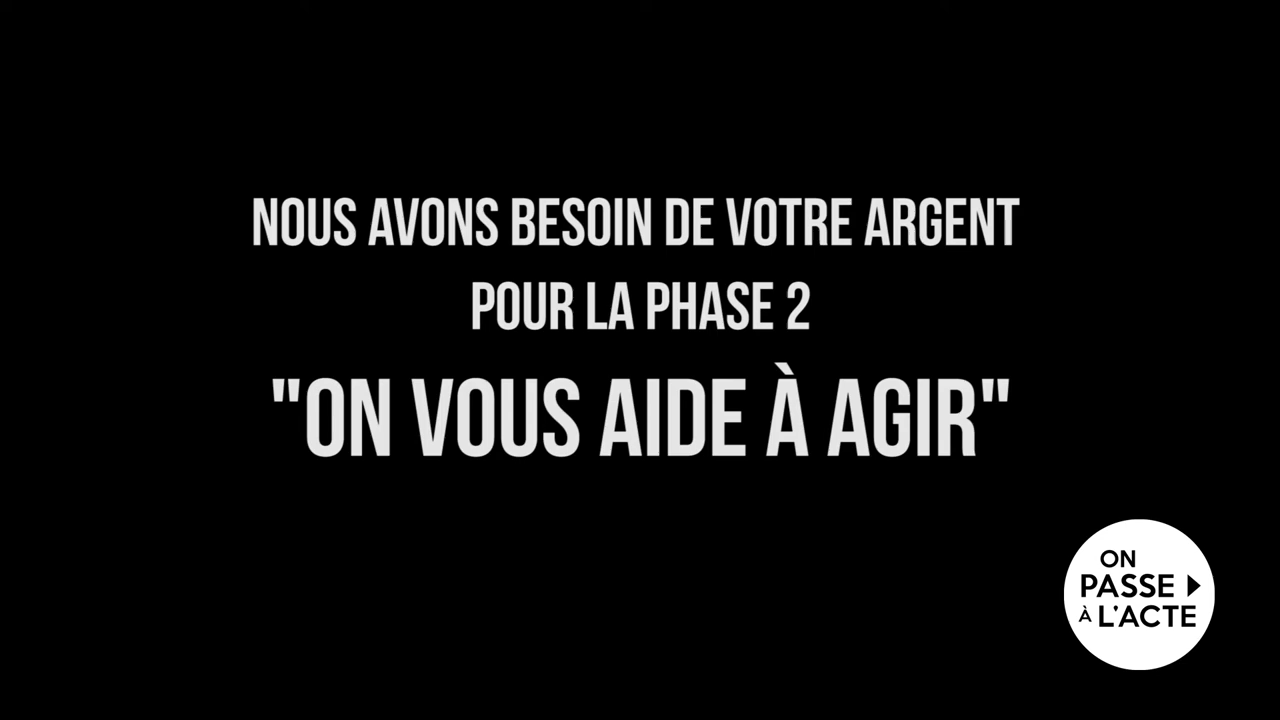 NOUS AVONS BESOIN DE VOTRE ARGENT
POUR LA PHASE 2
"ON VOUS AIDE À AGIR"
ON
PASSE
À L'ACTE